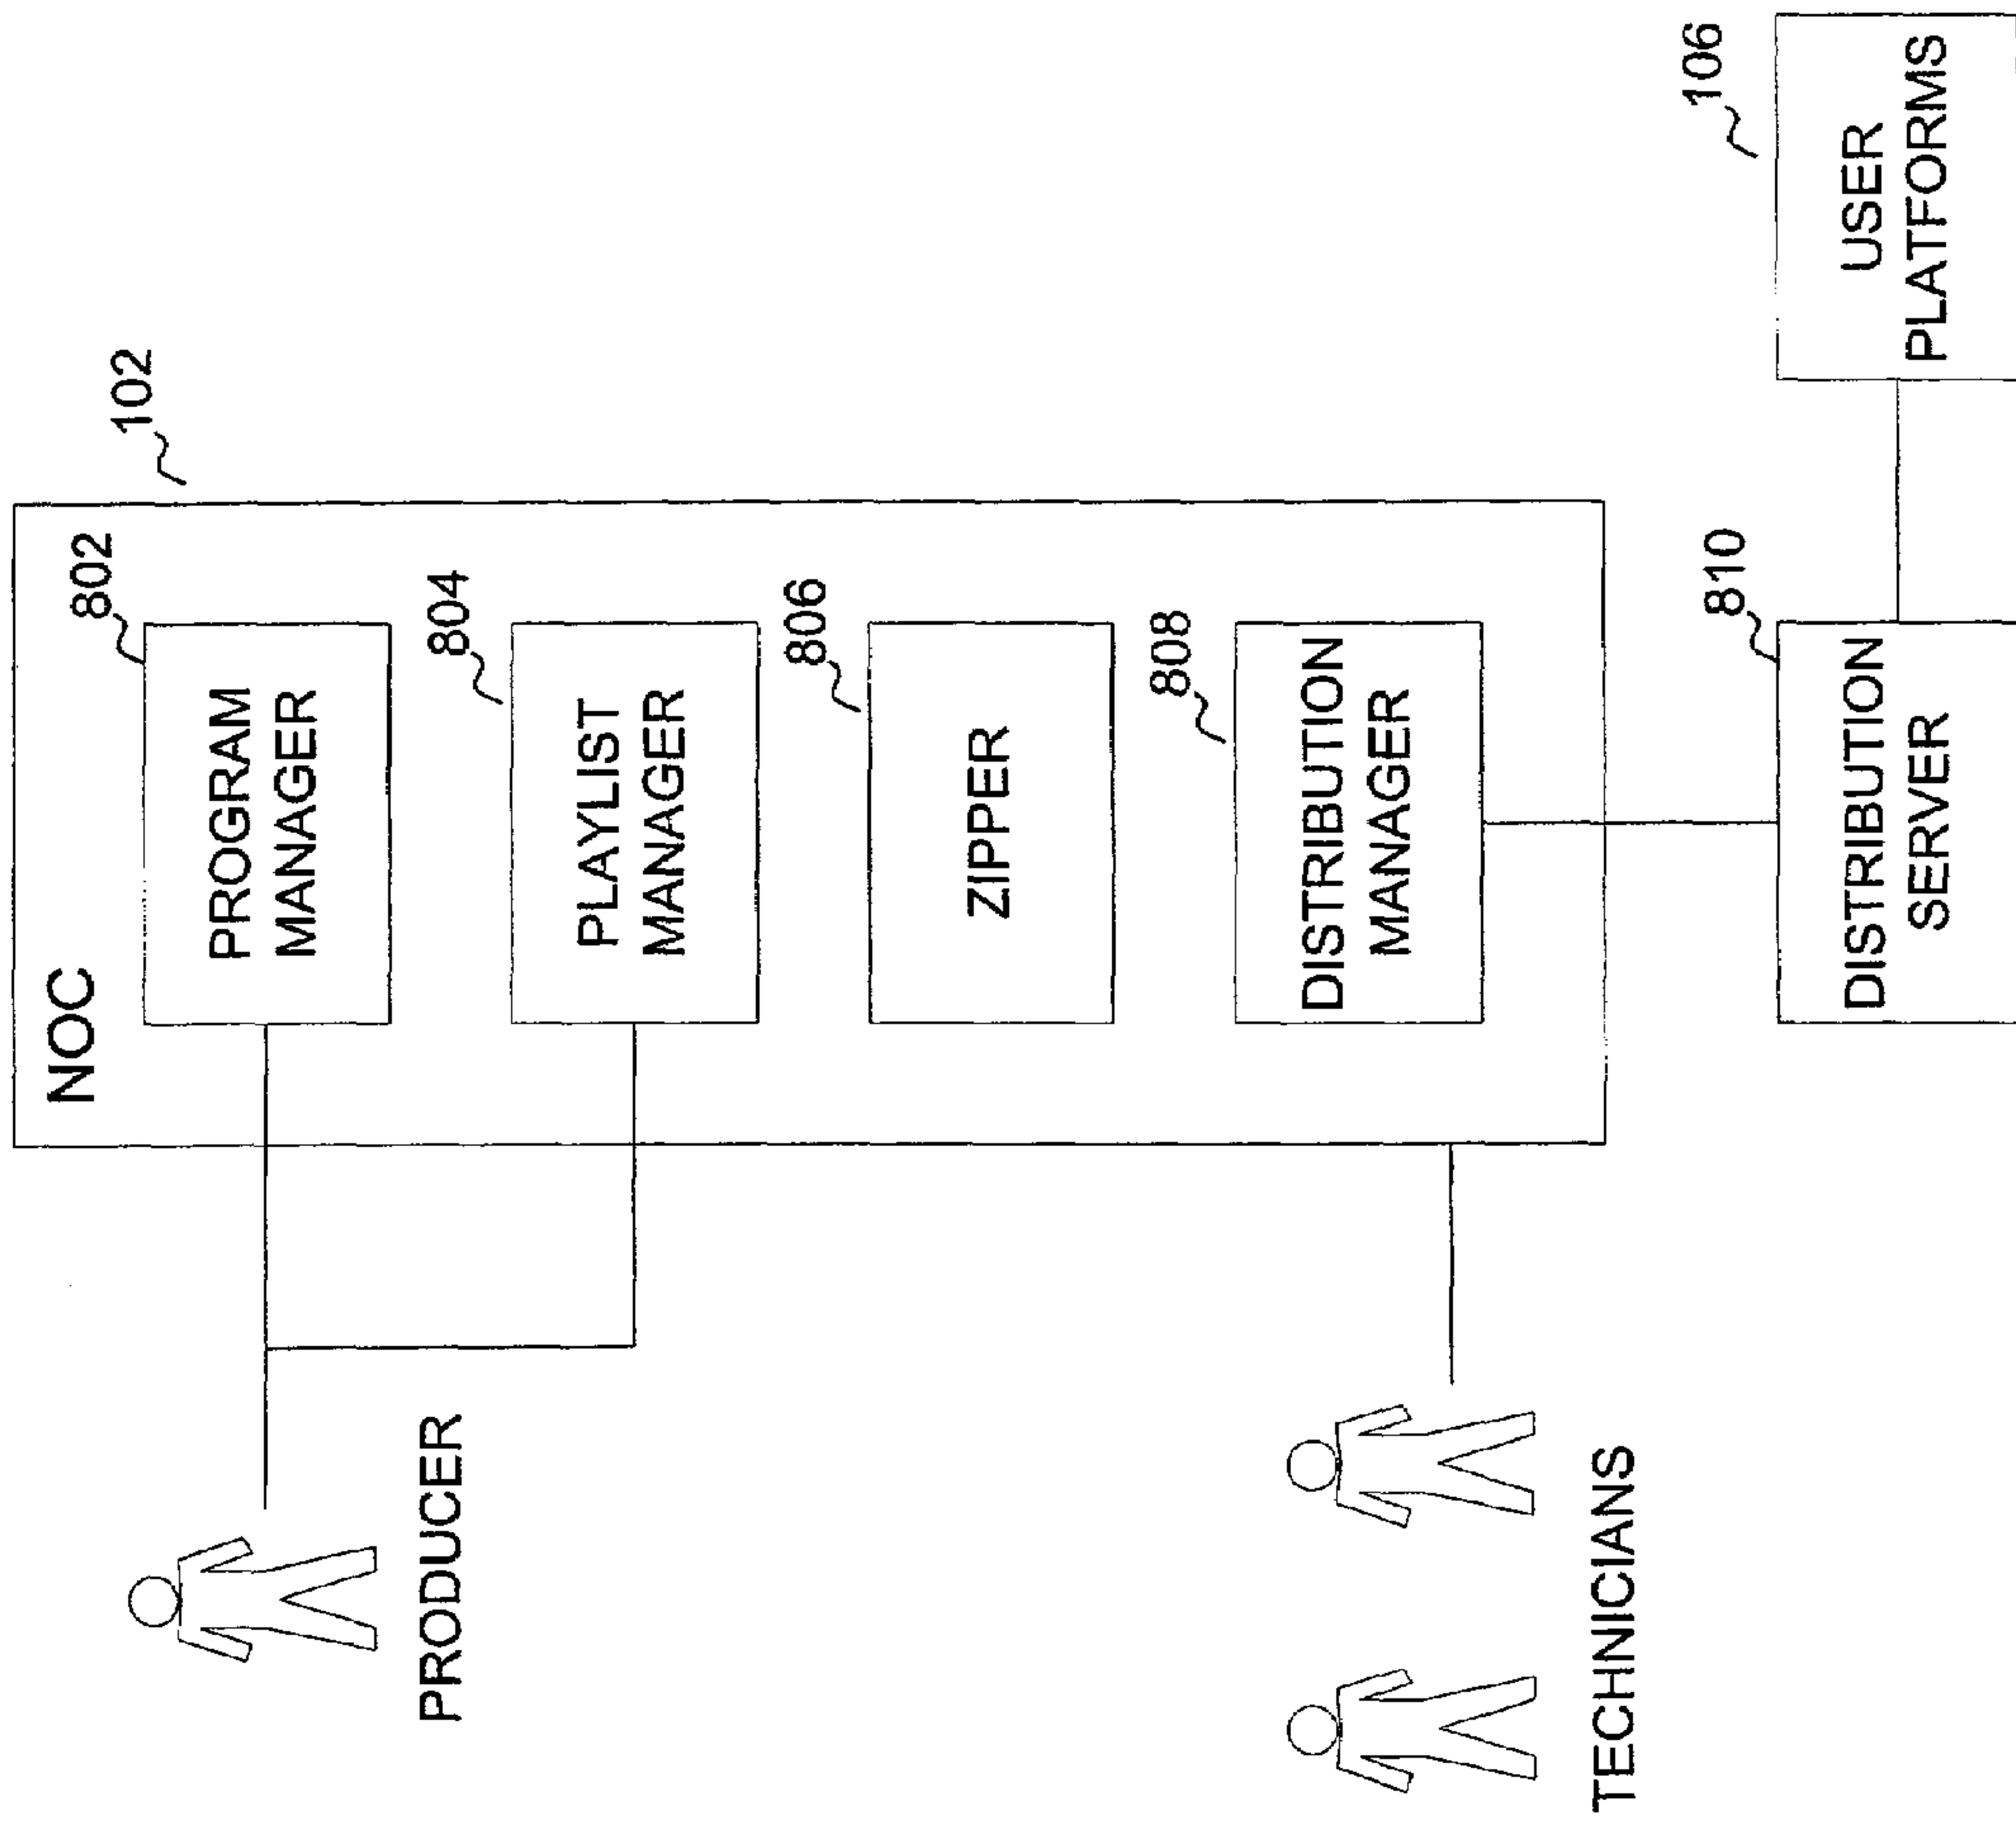 NOC
102
802
PROGRAM
MANAGER
804
PLAYLIST
MANAGER
806
ZIPPER
808
DISTRIBUTION
MANAGER
PRODUCER
TECHNICIANS
810
DISTRIBUTION
SERVER
106
USER
PLATFORMS